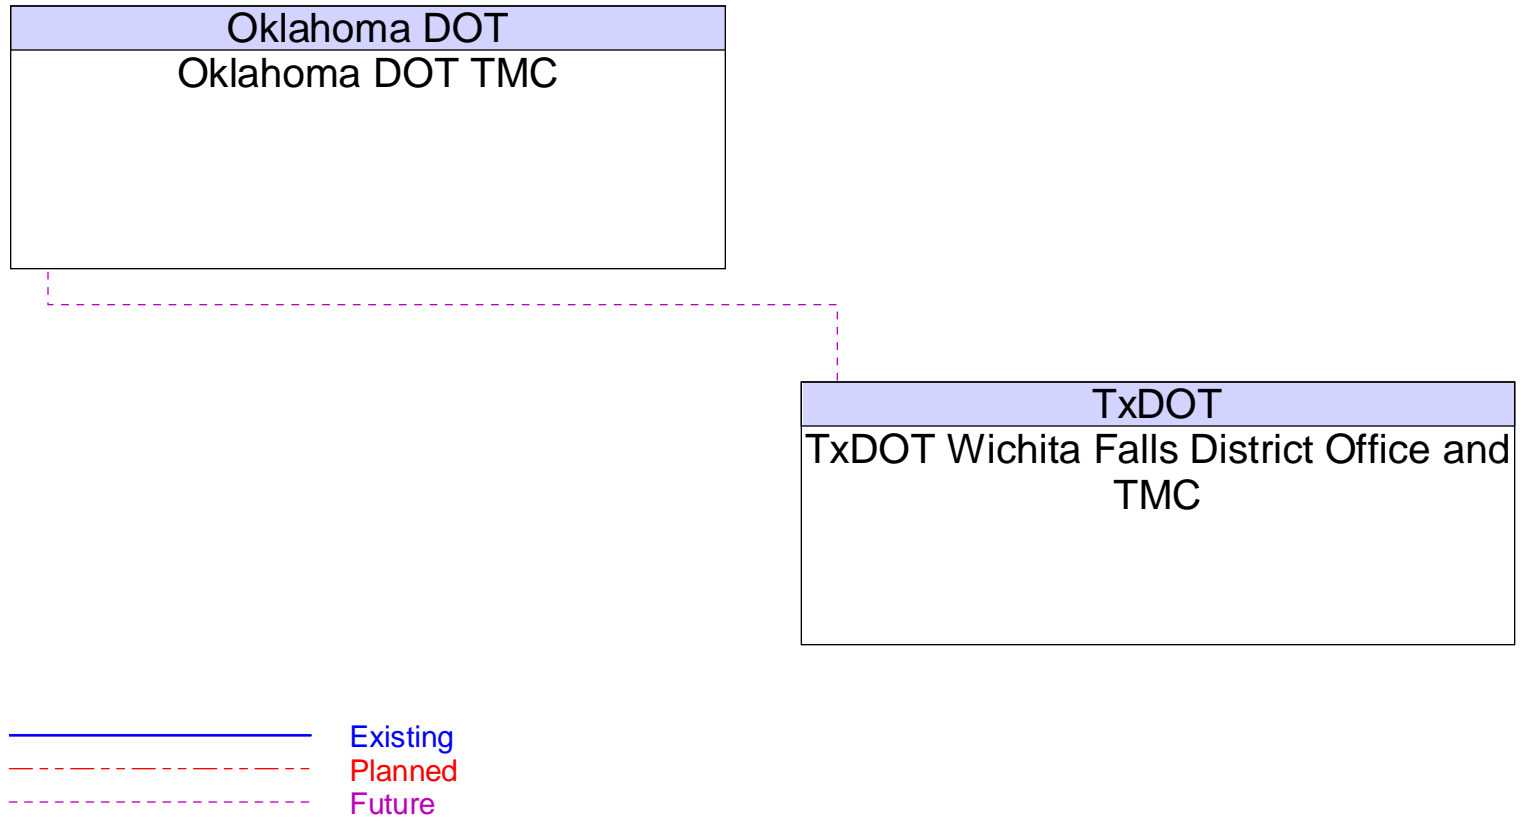 Oklahoma DOT
Oklahoma DOT TMC
TxDOT
TxDOT Wichita Falls District Office and
TMC
Existing
Planned
Future